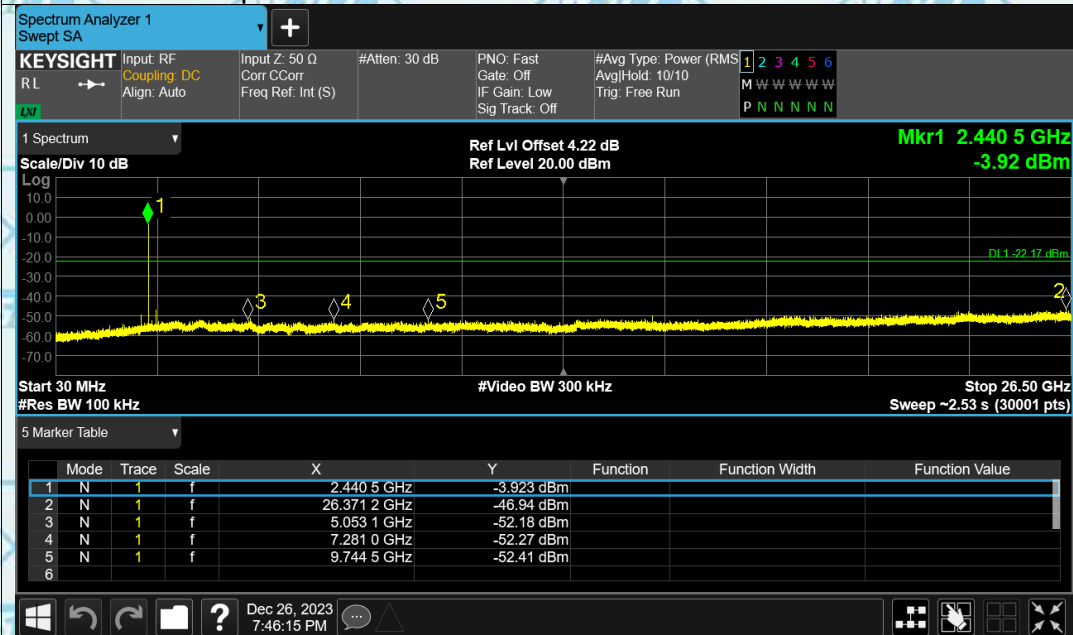 Spectrum Analyzer 1
Swept SA
+
KEYSIGHT Input: RF Input Z: 50 Ω #Atten: 30 dB PNO: Fast #Avg Type: Power (RMS 1 2 3 4 5 6
RL Coupling: DC Corr CCorr Gate: Off Avg|Hold: 10/10 M W W W W W
Align: Auto Freq Ref: Int (S) IF Gain: Low Trig: Free Run
LXI Sig Track: Off P N N N N N
1 Spectrum Ref Lvl Offset 4.22 dB Mkr1 2.440 5 GHz
Scale/Div 10 dB Ref Level 20.00 dBm -3.92 dBm
Log
10.0
0.00
-10.0
-20.0
-30.0
-40.0
-50.0
-60.0
-70.0
1
DL1 -22.17 dBm
3 4 5 2
Start 30 MHz #Video BW 300 kHz Stop 26.50 GHz
#Res BW 100 kHz Sweep ~2.53 s (30001 pts)
5 Marker Table
Mode Trace Scale X Y Function Function Width Function Value
1 N 1 f 2.440 5 GHz -3.923 dBm
2 N 1 f 26.371 2 GHz -46.94 dBm
3 N 1 f 5.053 1 GHz -52.18 dBm
4 N 1 f 7.281 0 GHz -52.27 dBm
5 N 1 f 9.744 5 GHz -52.41 dBm
6
? Dec 26, 2023
7:46:15 PM